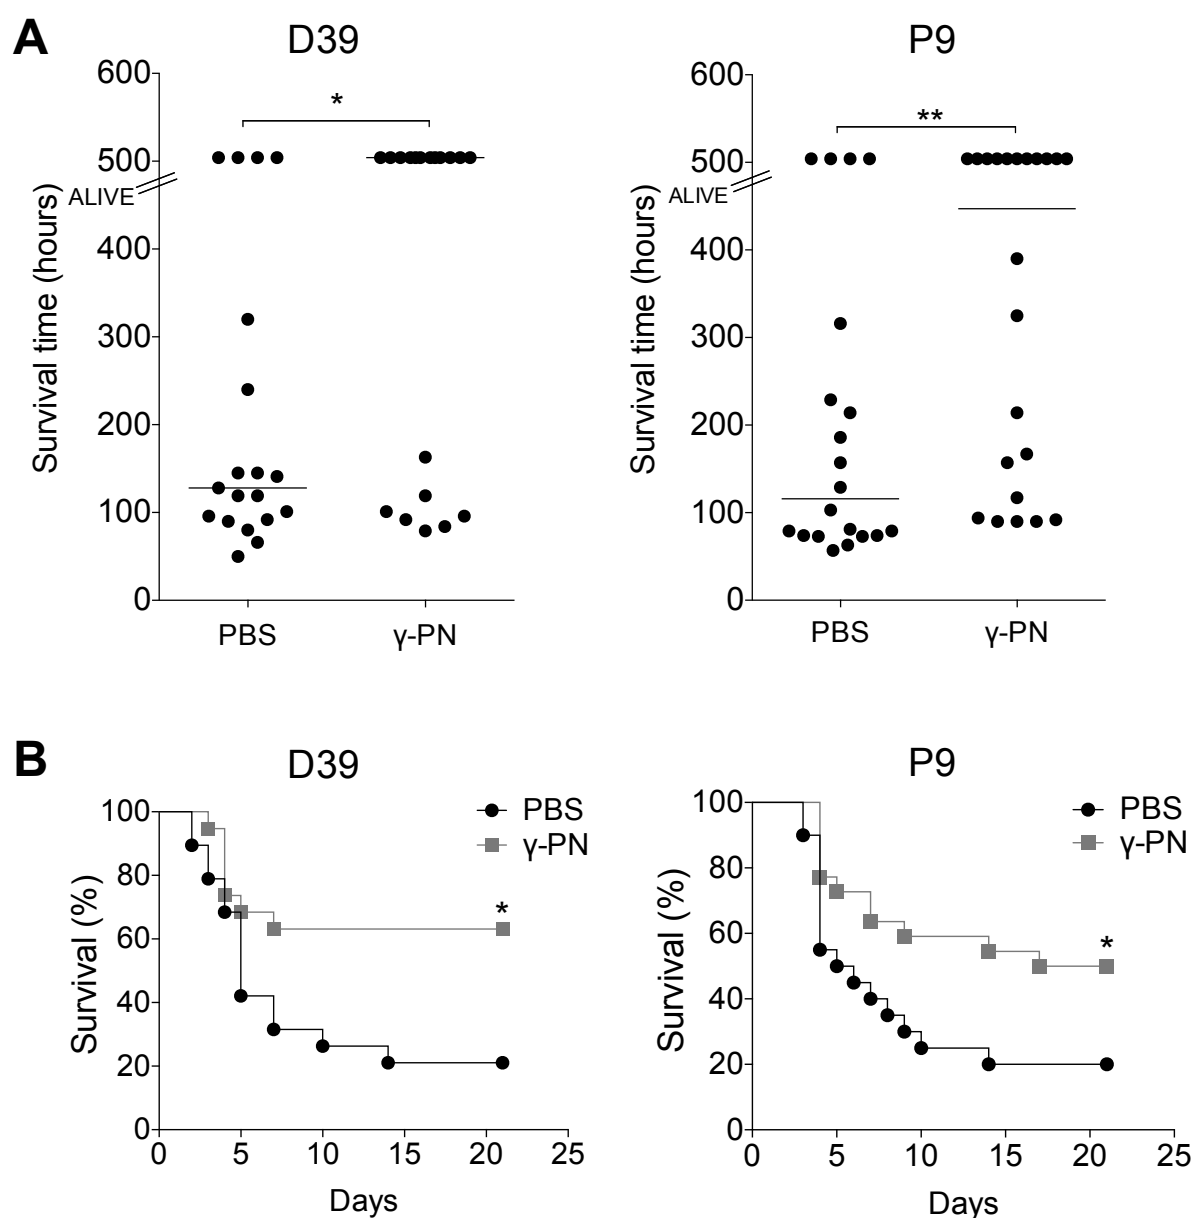 A
D39
P9
600
500
400
300
200
100
0
ALIVE
Survival time (hours)
*
PBS
γ-PN
600
500
400
300
200
100
0
ALIVE
Survival time (hours)
**
PBS
γ-PN
B
D39
P9
100
80
60
40
20
0
Survival (%)
PBS
γ-PN
*
0 5 10 15 20 25
Days
100
80
60
40
20
0
Survival (%)
PBS
γ-PN
*
0 5 10 15 20 25
Days